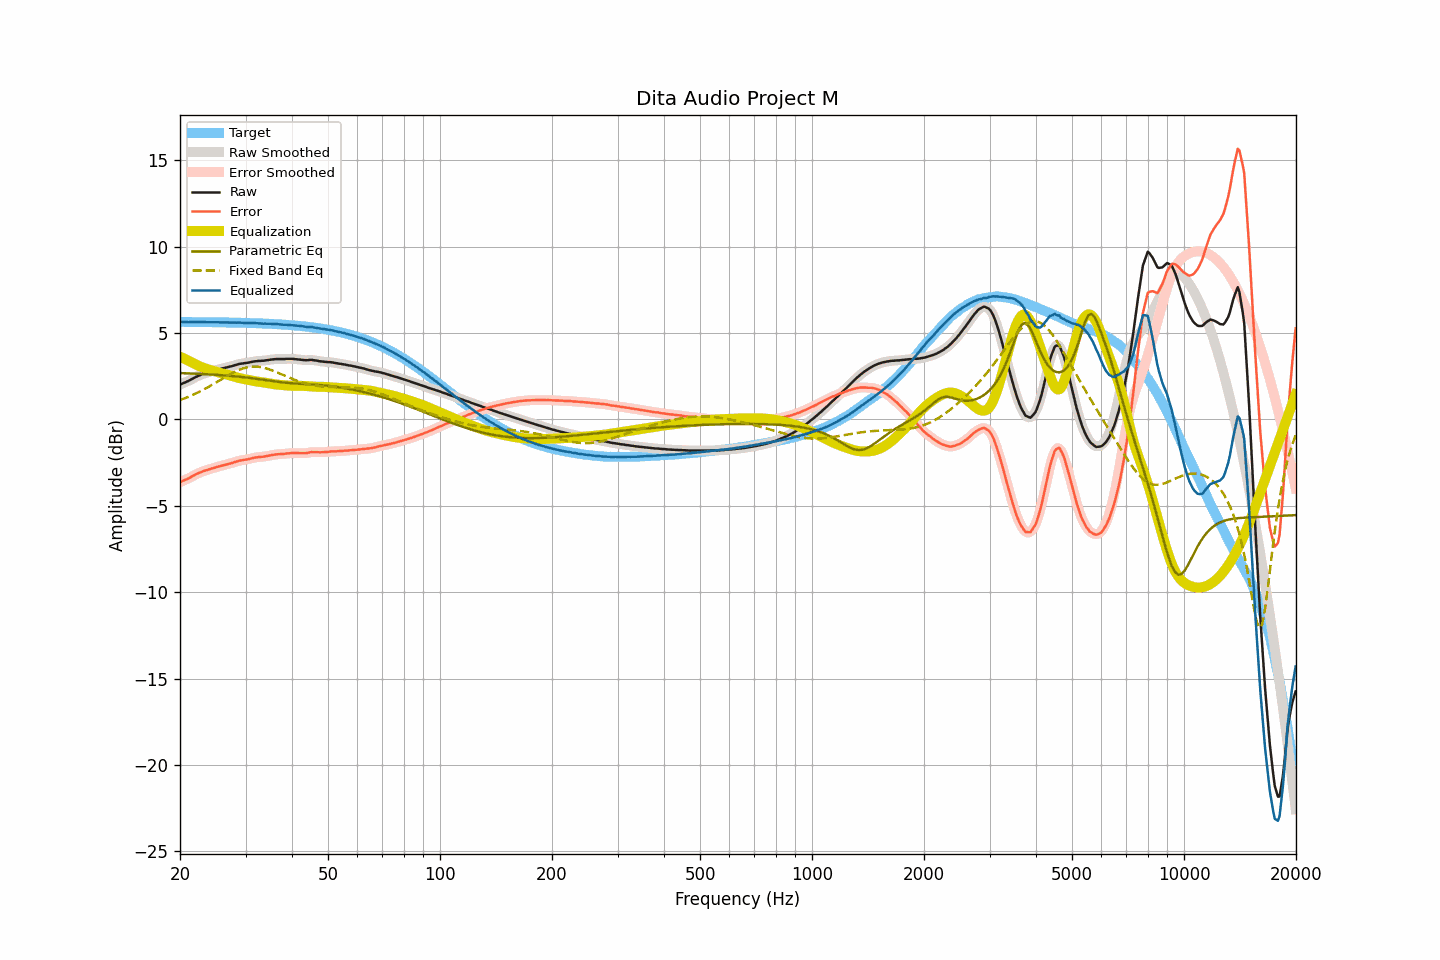 Dita Audio Project M
Target
Raw Smoothed
Error Smoothed
Raw
Error
Equalization
Parametric Eq
Fixed Band Eq
Equalized
15
10
5
0
−5
−10
−15
−20
−25
Amplitude (dBr)
20 50 100 200 500 1000 2000 5000 10000 20000
Frequency (Hz)